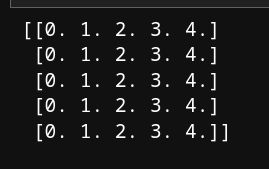 [[0. 1. 2. 3. 4.]
 [0. 1. 2. 3. 4.]
 [0. 1. 2. 3. 4.]
 [0. 1. 2. 3. 4.]
 [0. 1. 2. 3. 4.]]